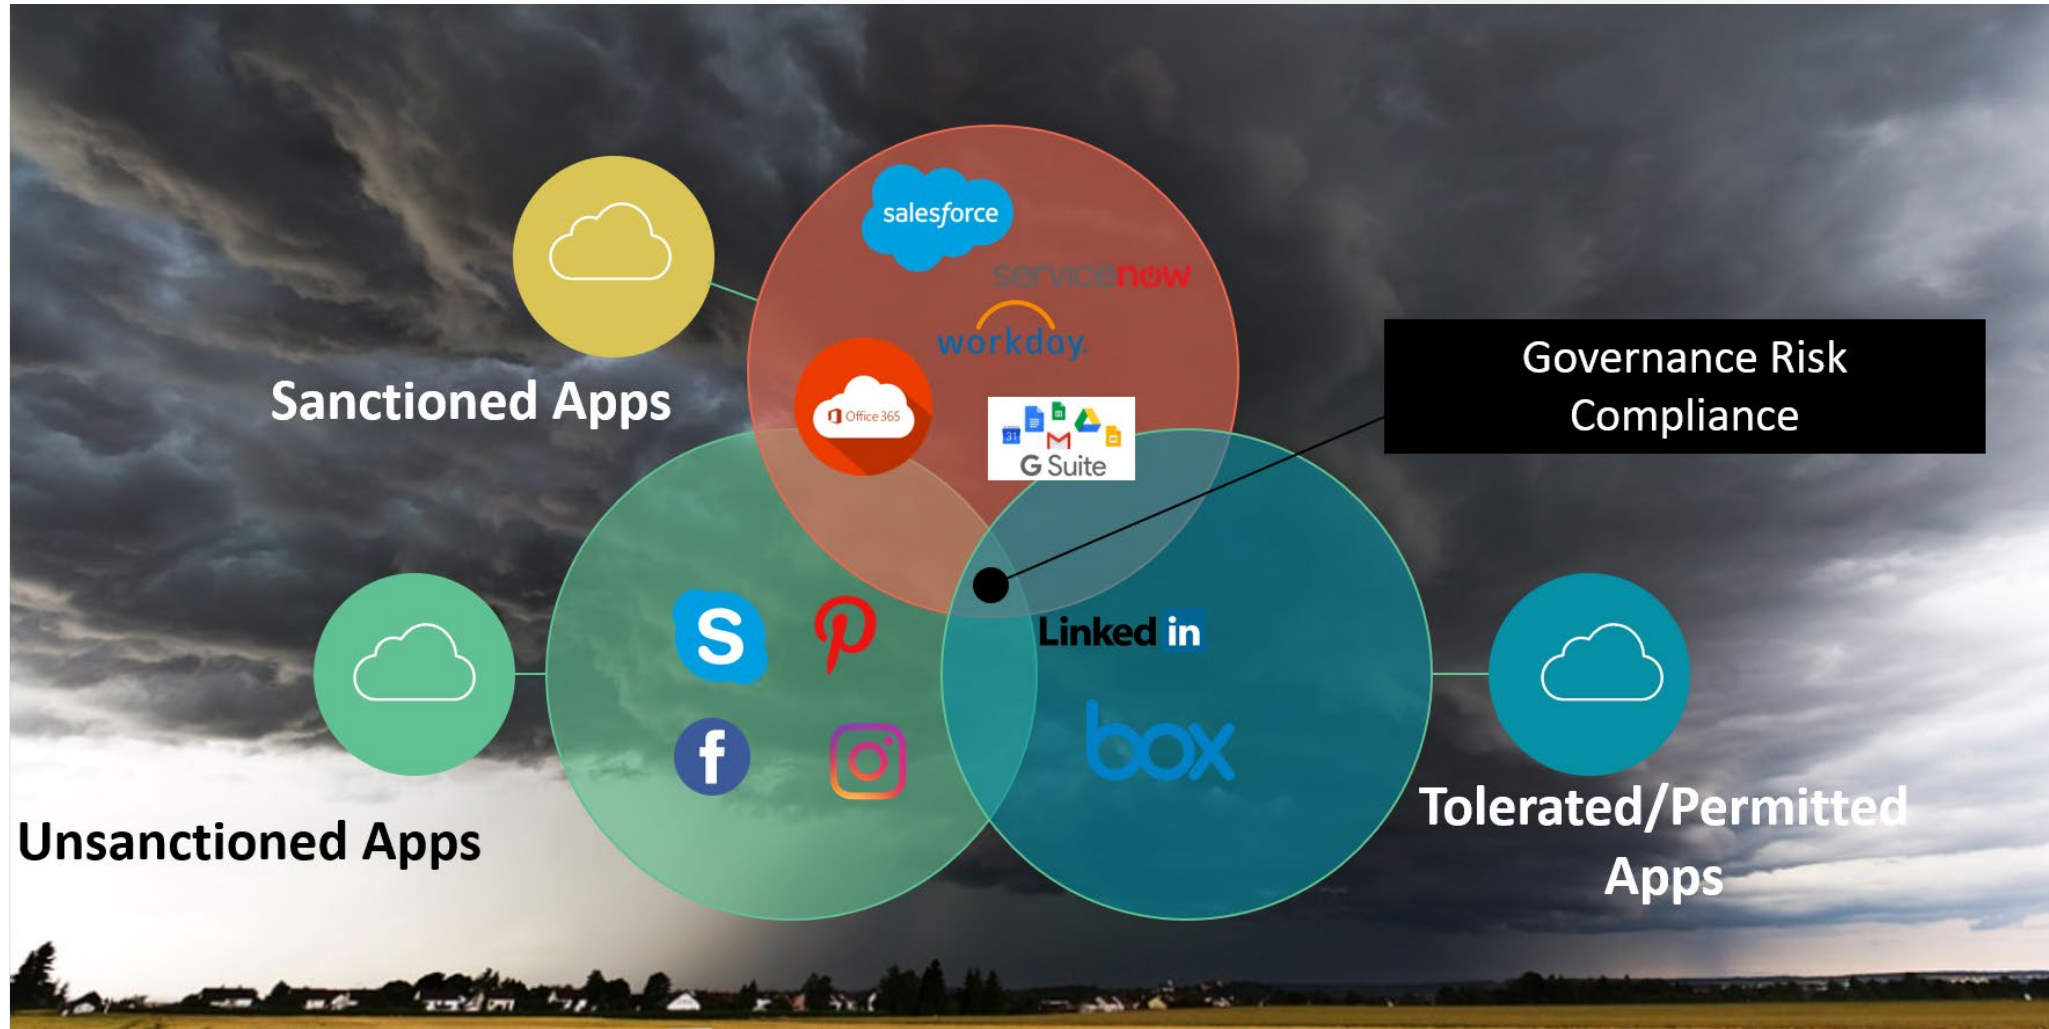 salesforce
servicenow
workday.
Office 365
31
G Suite
Sanctioned Apps
Governance Risk
Compliance
S
Linked in
f
box
Unsanctioned Apps
Tolerated/Permitted
Apps